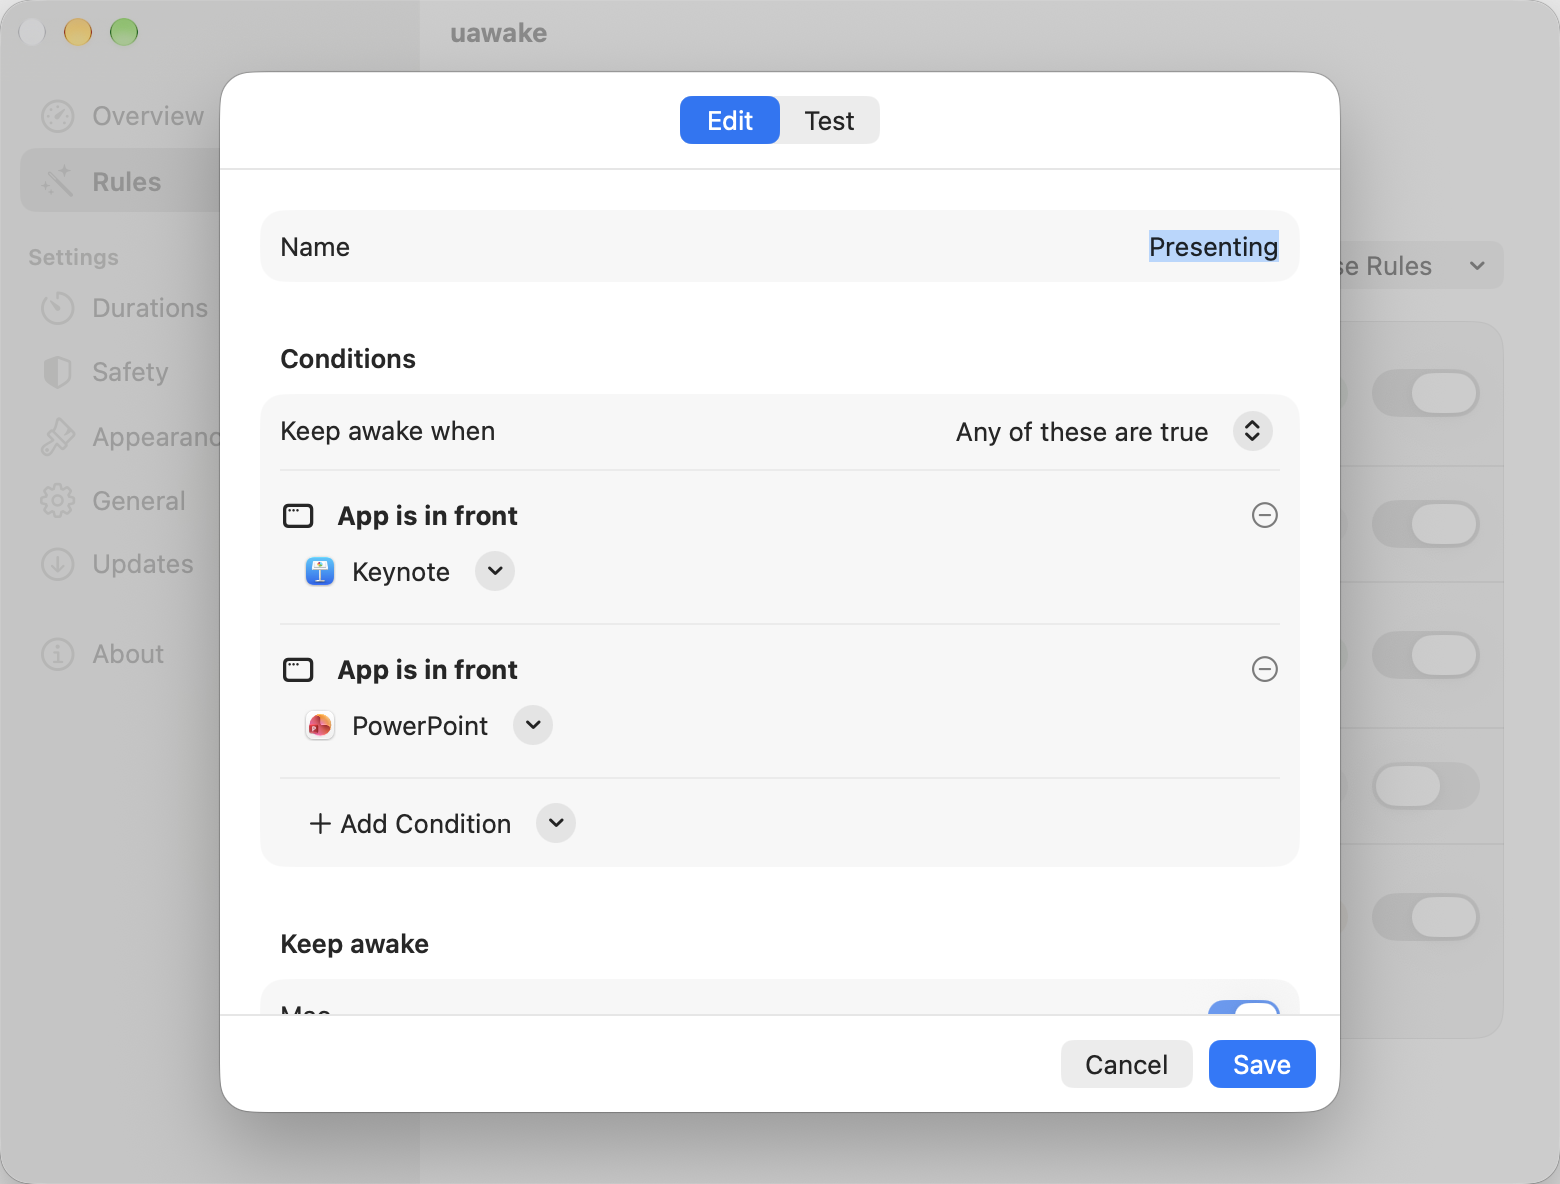 uawake
Overview
Rules
Settings
Durations
Safety
General
Updates
About
Rules
Edit
Test
Name
Presenting
Conditions
Keep awake when
Any of these are true
App is in front
Keynote
App is in front
PowerPoint
Add Condition
Keep awake
Cancel
Save